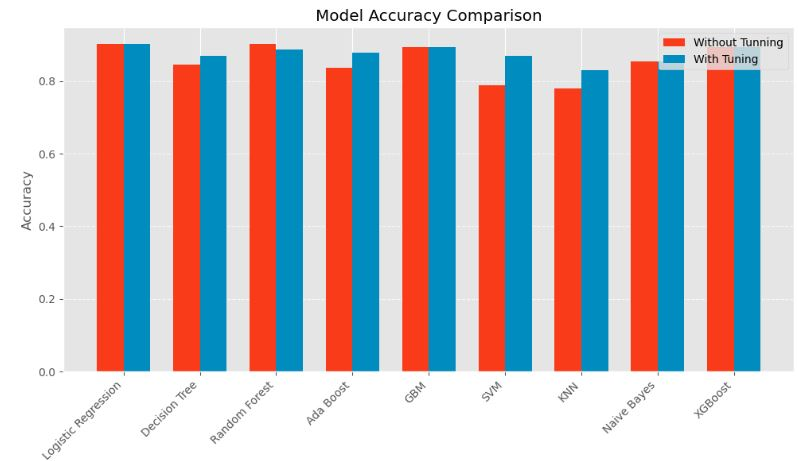 Model Accuracy Comparison
Without Tunning
With Tuning
Accuracy
0.8
0.6
0.4
0.2
0.0
Logistic Regression
Decision Tree
Random Forest
Ada Boost
GBM
SVM
KNN
Naive Bayes
XGBoost